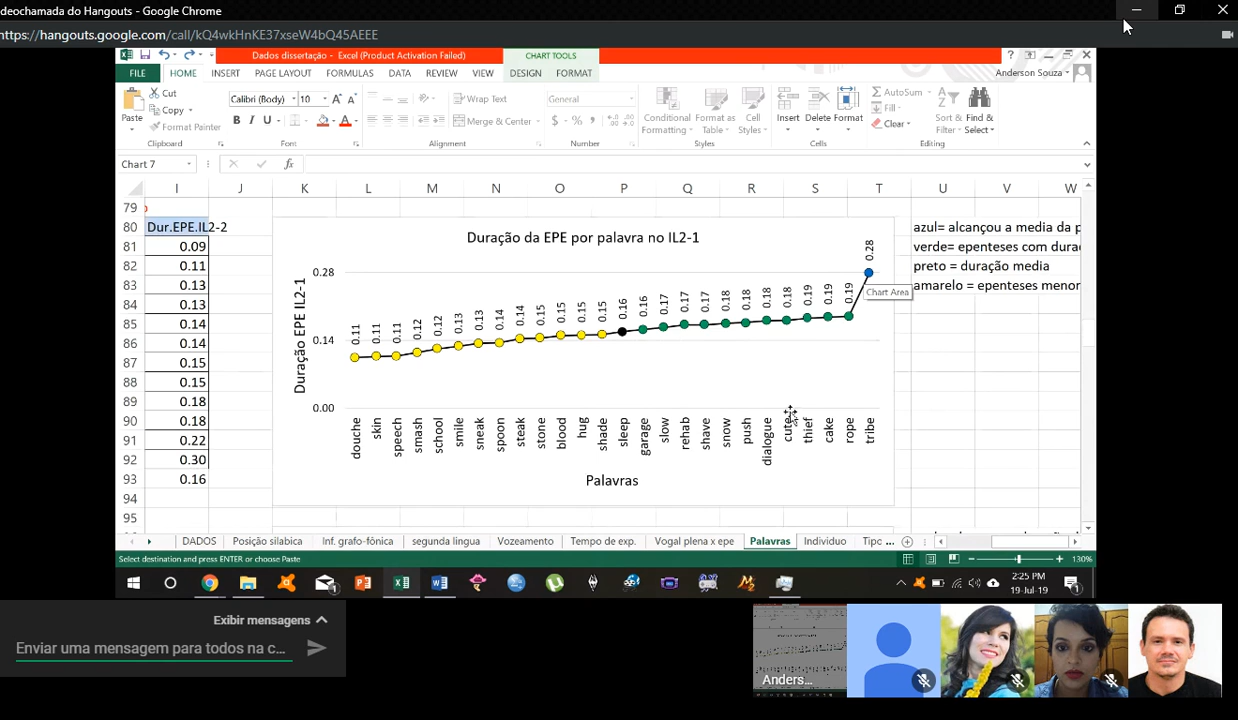 deochamada do Hangouts - Google Chrome
https://hangouts.google.com/call/kQ4wkHnKE37xseW4bQ45AEEE
Dados dissertação - Excel (Product Activation Failed)
CHART TOOLS
FILE HOME INSERT PAGE LAYOUT FORMULAS DATA REVIEW VIEW DESIGN FORMAT
Anderson Souza
Paste
Cut
Copy
Format Painter
Calibri (Body) 10
B I U
Wrap Text
Merge & Center
General
$ % ,
Conditional Formatting
Format as Table
Cell Styles
Insert Delete Format
AutoSum
Fill
Clear
Sort & Filter
Find & Select
Clipboard Font Alignment Number Styles Cells Editing
Chart 7
fx
I J K L M N O P Q R S T U V W
79
80 Dur.EPE.IL2-2
81 0.09
82 0.11
83 0.13
84 0.13
85 0.14
86 0.14
87 0.15
88 0.15
89 0.18
90 0.18
91 0.22
92 0.30
93 0.16
94
95
Duração da EPE por palavra no IL2-1
Duração EPE IL2-1
0.28
0.14
0.00
0.11 0.11 0.11 0.12 0.12 0.13 0.13 0.14 0.14 0.15 0.15 0.15 0.15 0.16 0.16 0.17 0.17 0.17 0.18 0.18 0.18 0.18 0.19 0.19 0.19 0.28
Chart Area
douche skin speech smash school smile sneak spoon steak stone blood hug shade sleep garage slow rehab shave snow push dialogue cute thief cake rope tribe
Palavras
azul= alcançou a media da p
verde= epenteses com dura
preto = duração media
amarelo = epenteses menor
DADOS Posição silabica Inf. grafo-fônica segunda lingua Vozeamento Tempo de exp. Vogal plena x epe Palavras Individuo Tipo ...
Select destination and press ENTER or choose Paste
130%
2:25 PM
19-Jul-19
Exibir mensagens
Enviar uma mensagem para todos na c...
Anders...